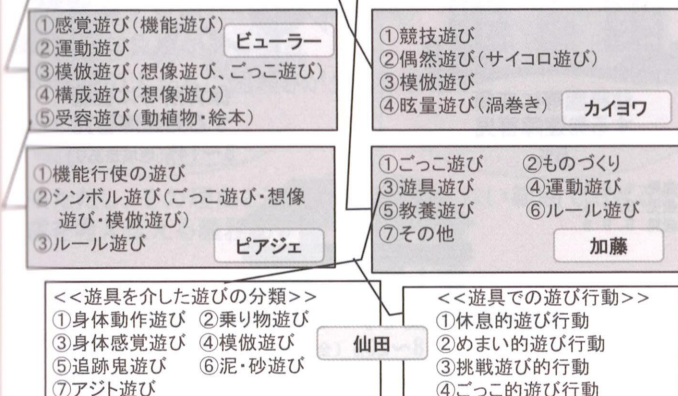 ①感覚遊び(機能遊び)
②運動遊び
③模倣遊び(想像遊び、ごっこ遊び)
④構成遊び(想像遊び)
⑤受容遊び(動植物・絵本)
ビューラー
①競技遊び
②偶然遊び(サイコロ遊び)
③模倣遊び
④眩量遊び(渦巻き)
カイヨワ
①機能行使の遊び
②シンボル遊び(ごっこ遊び・想像
遊び・模倣遊び)
③ルール遊び
ピアジェ
①ごっこ遊び ②ものづくり
③遊具遊び ④運動遊び
⑤教養遊び ⑥ルール遊び
⑦その他
加藤
<<遊具を介した遊びの分類>>
①身体動作遊び ②乗り物遊び
③身体感覚遊び ④模倣遊び
⑤追跡鬼遊び ⑥泥・砂遊び
⑦アジト遊び
仙田
<<遊具での遊び行動>>
①休息的遊び行動
②めまい的遊び行動
③挑戦遊び的行動
④ごっこ的遊び行動